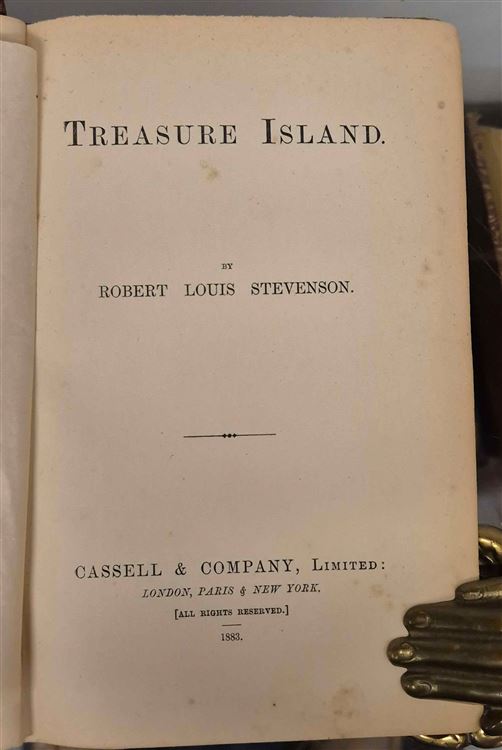 TREASURE ISLAND.
BY
ROBERT LOUIS STEVENSON.
CASSELL & COMPANY, LIMITED:
LONDON, PARIS & NEW YORK.
[ALL RIGHTS RESERVED.]
1883.